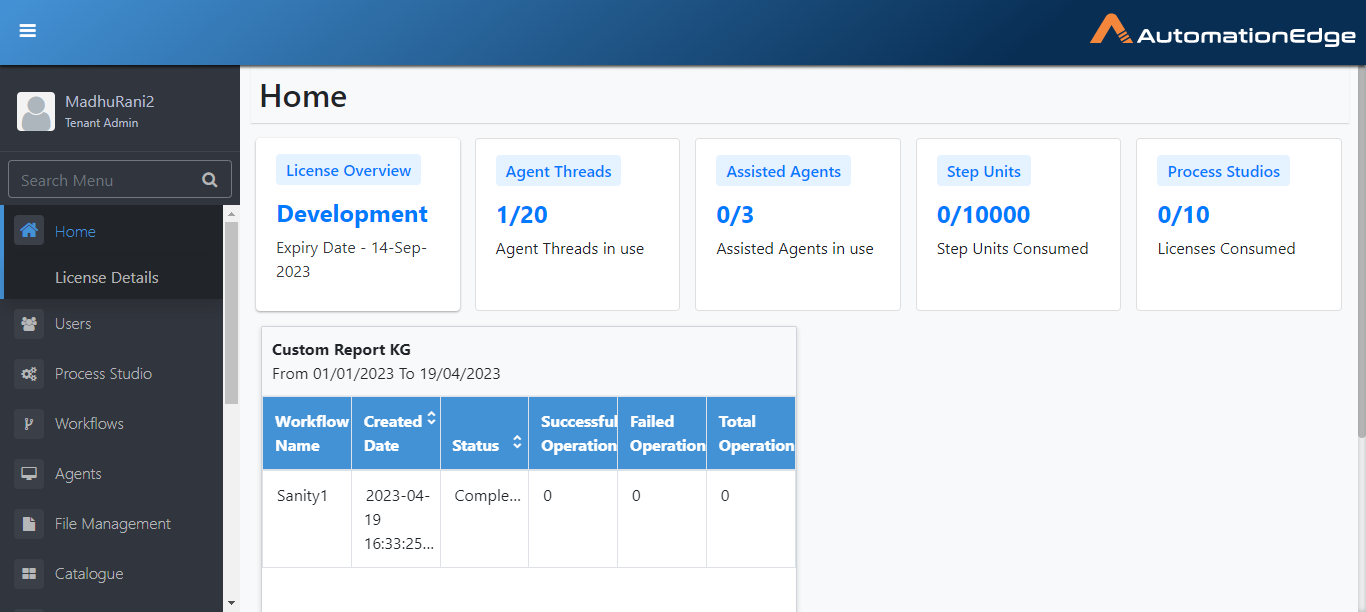 AutomationEdge
MadhuRani2
Tenant Admin
Search Menu
Home
License Details
Users
Process Studio
Workflows
Agents
File Management
Catalogue
Home
License Overview
Development
Expiry Date - 14-Sep-
2023
Agent Threads
1/20
Agent Threads in use
Assisted Agents
0/3
Assisted Agents in use
Step Units
0/10000
Step Units Consumed
Process Studios
0/10
Licenses Consumed
Custom Report KG
From 01/01/2023 To 19/04/2023
Workflow
Name
Created
Date
Status
Successful
Operation
Failed
Operation
Total
Operation
Sanity1
2023-04-
19
16:33:25...
Comple...
0
0
0